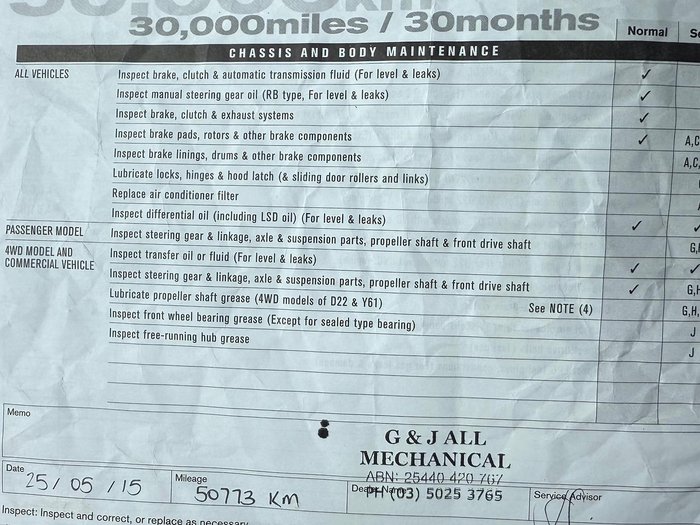 30,000miles / 30months
Normal
CHASSIS AND BODY MAINTENANCE
ALL VEHICLES
Inspect brake, clutch & automatic transmission fluid (For level & leaks) ✓
Inspect manual steering gear oil (RB type, For level & leaks) ✓
Inspect brake, clutch & exhaust systems ✓
Inspect brake pads, rotors & other brake components ✓ A,C
Inspect brake linings, drums & other brake components A,C,
Lubricate locks, hinges & hood latch (& sliding door rollers and links)
Replace air conditioner filter
Inspect differential oil (including LSD oil) (For level & leaks) ✓ ✓
PASSENGER MODEL Inspect steering gear & linkage, axle & suspension parts, propeller shaft & front drive shaft G,
4WD MODEL AND
COMMERCIAL VEHICLE
Inspect transfer oil or fluid (For level & leaks) ✓ ✓
Inspect steering gear & linkage, axle & suspension parts, propeller shaft & front drive shaft ✓ G,H
Lubricate propeller shaft grease (4WD models of D22 & Y61) See NOTE (4) G,H,
Inspect front wheel bearing grease (Except for sealed type bearing) J
Inspect free-running hub grease J
Memo
G & J ALL
MECHANICAL
ABN: 25440 420 767
PH (03) 5025 3765
Date 25 / 05 / 15
Mileage 50773 KM
Dealer Name
Service Advisor
Inspect: Inspect and correct, or replace as necessary